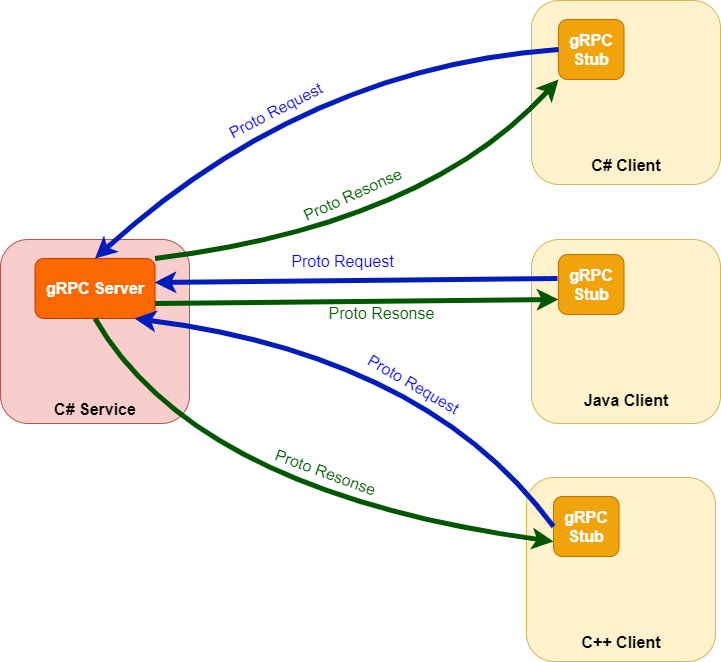 gRPC
Stub
C# Client
Proto Request
Proto Resonse
gRPC Server
C# Service
Proto Request
Proto Resonse
gRPC
Stub
Java Client
Proto Request
Proto Resonse
gRPC
Stub
C++ Client